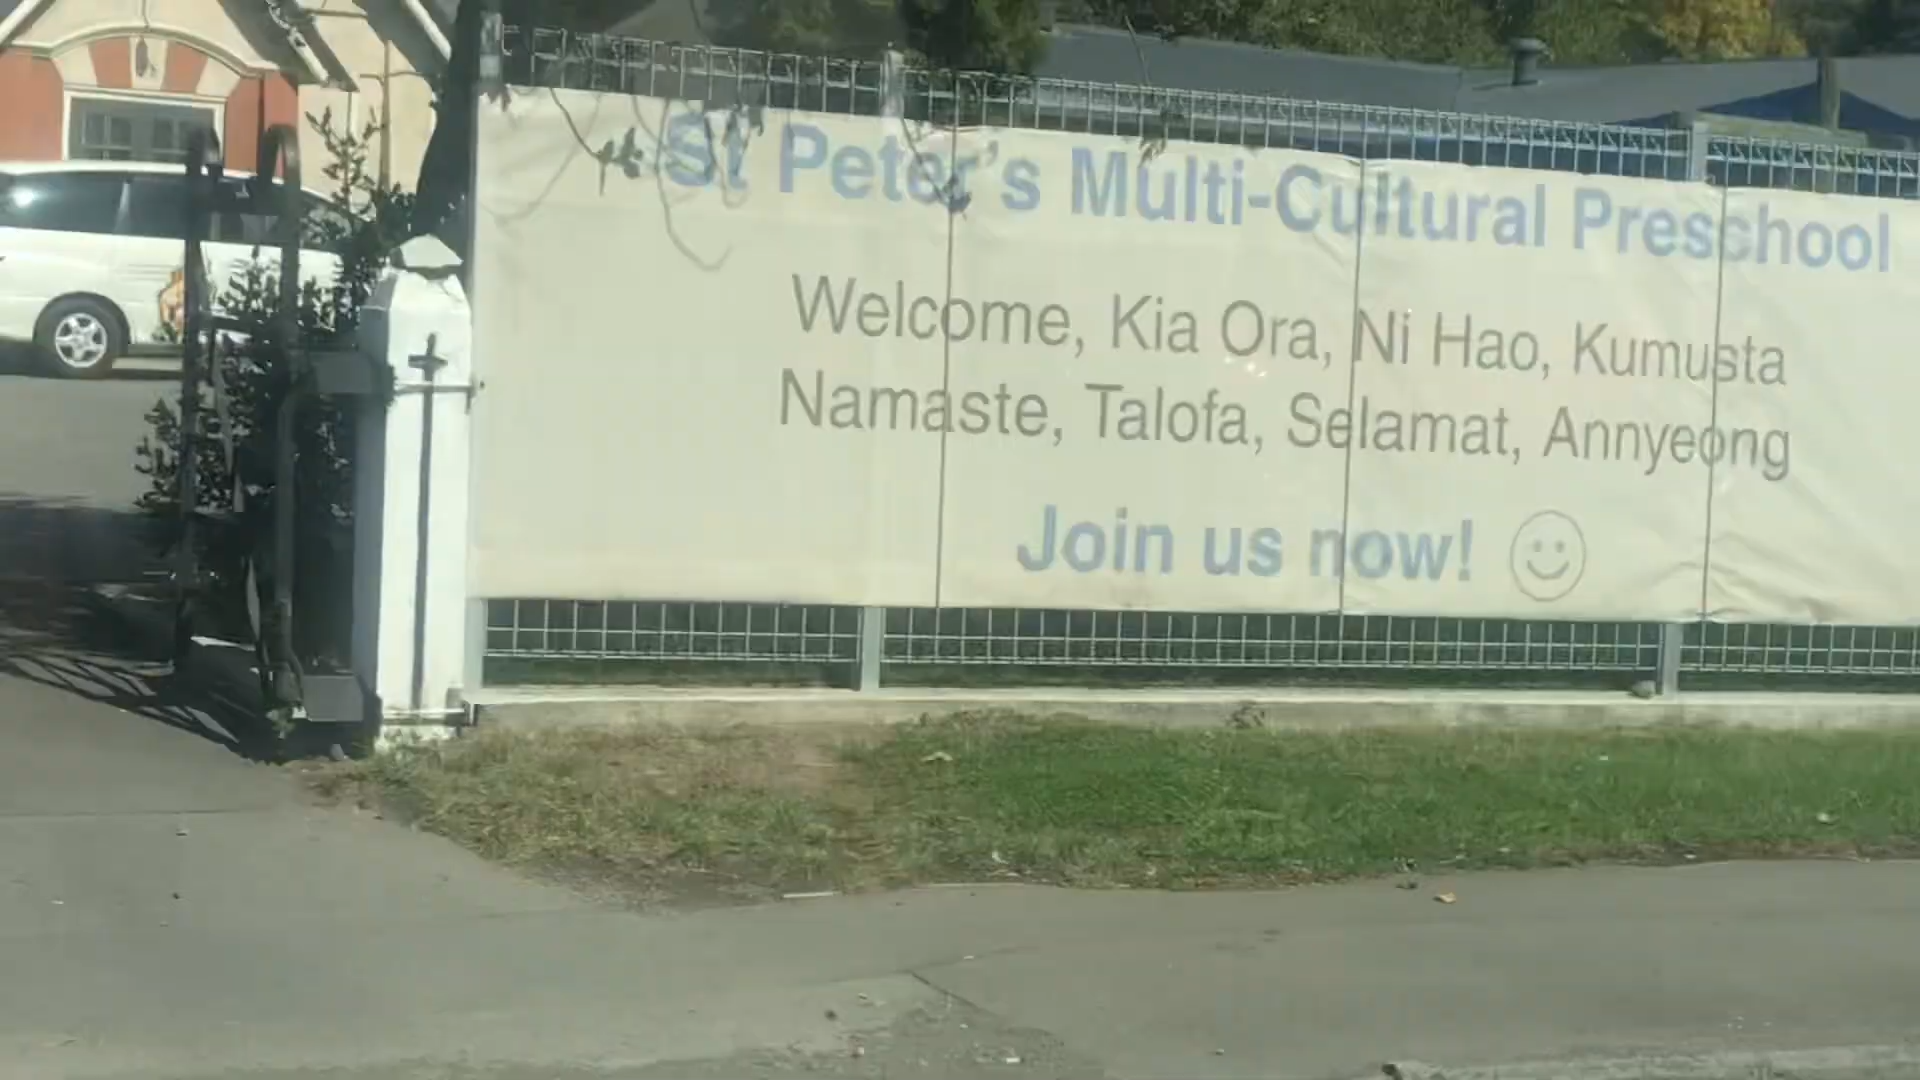 St Peter's Multi-Cultural Preschool
Welcome, Kia Ora, Ni Hao, Kumusta
Namaste, Talofa, Selamat, Annyeong
Join us now!